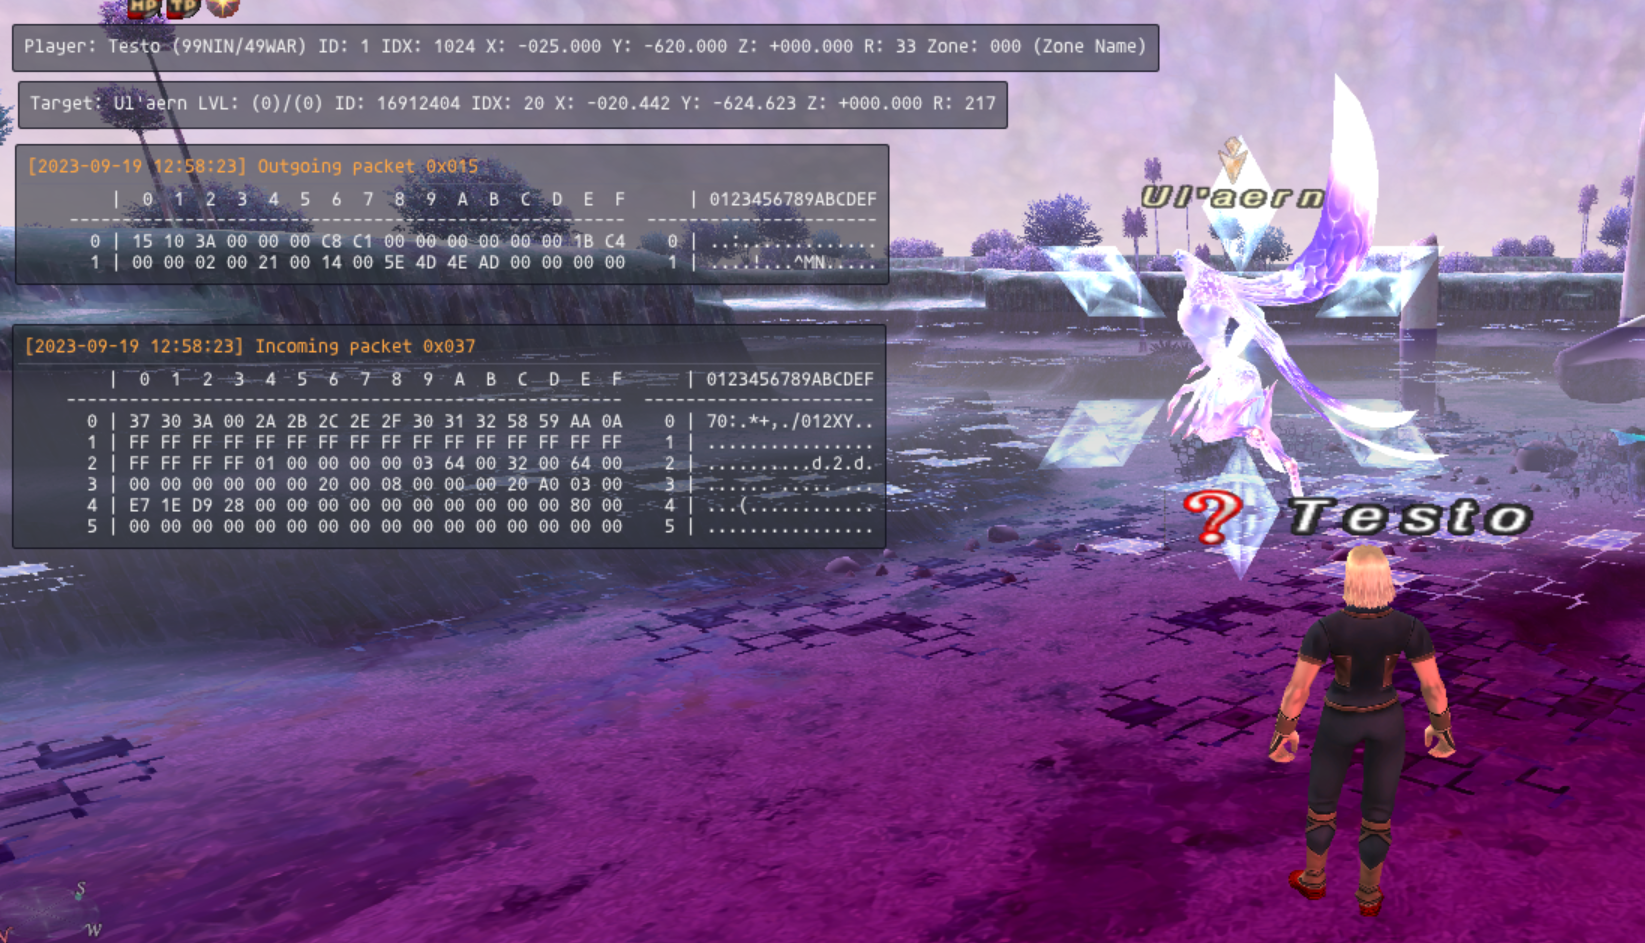 HP TP
Player: Testo (99NIN/49WAR) ID: 1 IDX: 1024 X: -025.000 Y: -620.000 Z: +000.000 R: 33 Zone: 000 (Zone Name)
Target: Ul'aern LVL: (0)/(0) ID: 16912404 IDX: 20 X: -020.442 Y: -624.623 Z: +000.000 R: 217
[2023-09-19 12:58:23] Outgoing packet 0x015
| 0 1 2 3 4 5 6 7 8 9 A B C D E F | 0123456789ABCDEF
-------------------------------------------------- ------------------
0 | 15 10 3A 00 00 00 C8 C1 00 00 00 00 00 00 1B C4 0 | ..:.............
1 | 00 00 02 00 21 00 14 00 5E 4D 4E AD 00 00 00 00 1 | ....!...^MN.....
[2023-09-19 12:58:23] Incoming packet 0x037
| 0 1 2 3 4 5 6 7 8 9 A B C D E F | 0123456789ABCDEF
-------------------------------------------------- ------------------
0 | 37 30 3A 00 2A 2B 2C 2E 2F 30 31 32 58 59 AA 0A 0 | 70:.*+,./012XY..
1 | FF FF FF FF FF FF FF FF FF FF FF FF FF FF FF FF 1 | ................
2 | FF FF FF FF 01 00 00 00 00 03 64 00 32 00 64 00 2 | ..........d.2.d.
3 | 00 00 00 00 00 00 20 00 08 00 00 00 20 A0 03 00 3 | ...... ..... ...
4 | E7 1E D9 28 00 00 00 00 00 00 00 00 00 00 80 00 4 | ...(............
5 | 00 00 00 00 00 00 00 00 00 00 00 00 00 00 00 00 5 | ................
Ul'aern
? Testo
S
W